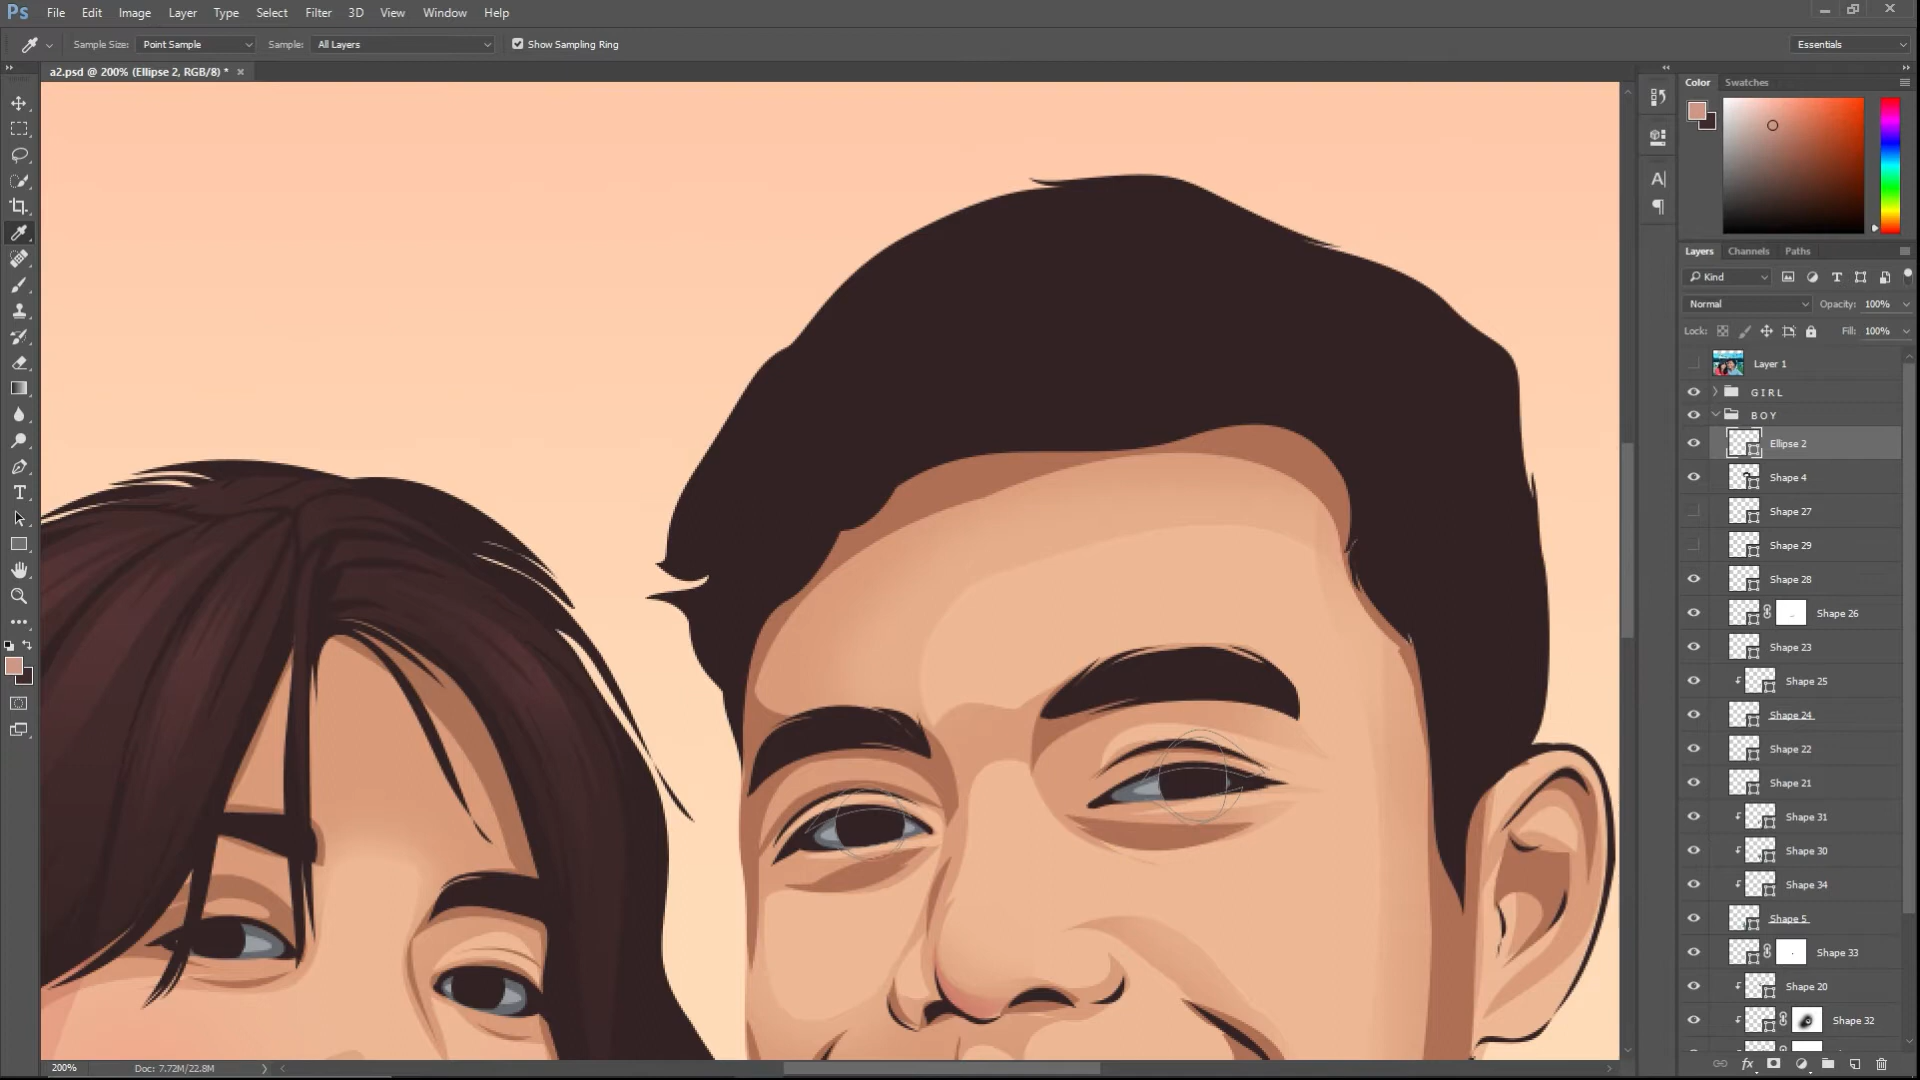 Ps File Edit Image Layer Type Select Filter 3D View Window Help
Sample Size: Point Sample Sample: All Layers Show Sampling Ring Essentials
a2.psd @ 200% (Ellipse 2, RGB/8) *
Color Swatches
Layers Channels Paths
Kind
Normal Opacity: 100%
Lock: Fill: 100%
Layer 1
GIRL
BOY
Ellipse 2
Shape 4
Shape 27
Shape 29
Shape 28
Shape 26
Shape 23
Shape 25
Shape 24
Shape 22
Shape 21
Shape 31
Shape 30
Shape 34
Shape 5
Shape 33
Shape 20
Shape 32
200% Doc: 7.72M/22.8M